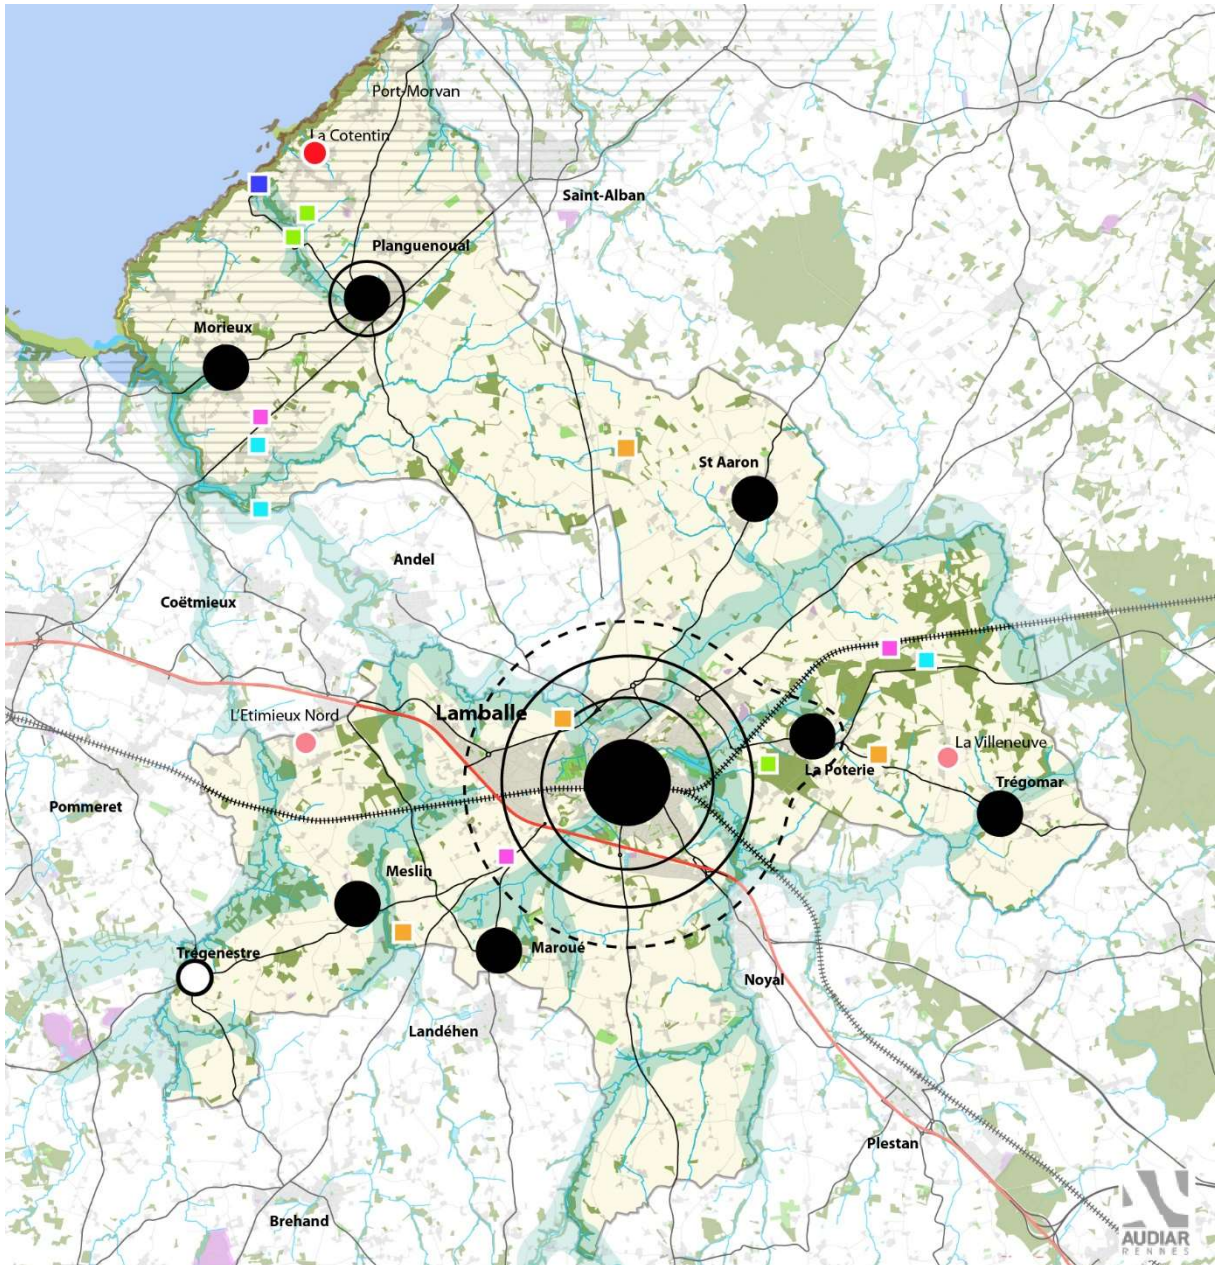 Port-Morvan
La Cotentin
Saint-Alban
Planguenoual
Morieux
St Aaron
Andel
Coëtmieux
Lamballe
L'Etimieux Nord
La Villeneuve
La Poterie
Trégomar
Pommeret
Meslin
Trégenestre
Maroué
Noyal
Landéhen
Plestan
Brehand
AUDIAR
RENNES